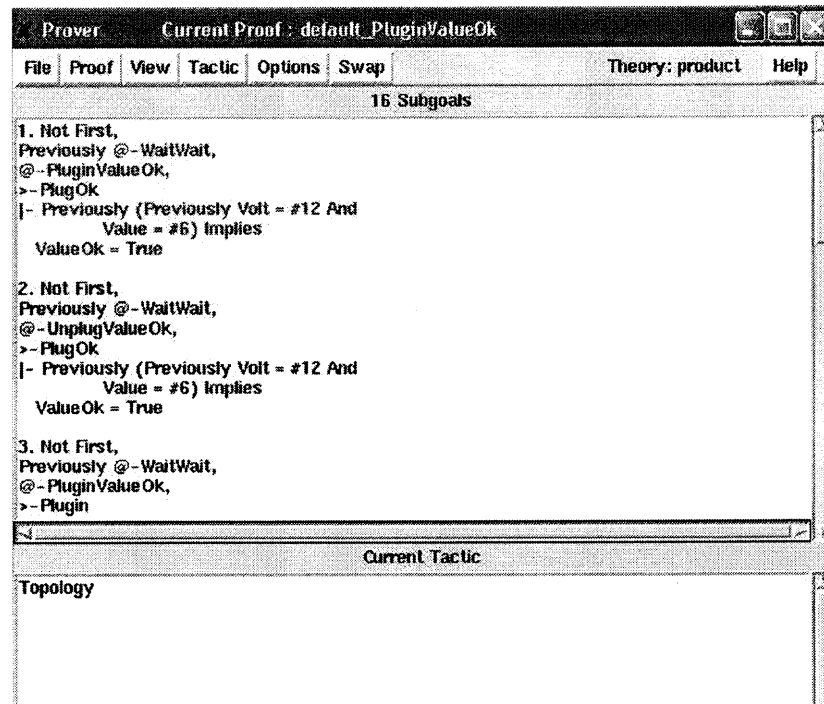 Prover Current Proof : default_PluginValueOk
File Proof View Tactic Options Swap Theory: product Help
16 Subgoals
1. Not First,
Previously @-WaitWait,
@-PluginValueOk,
>-PlugOk
|- Previously (Previously Volt = #12 And
Value = #6) Implies
ValueOk = True
2. Not First,
Previously @-WaitWait,
@-UnplugValueOk,
>-PlugOk
|- Previously (Previously Volt = #12 And
Value = #6) Implies
ValueOk = True
3. Not First,
Previously @-WaitWait,
@-PluginValueOk,
>-Plugin
Current Tactic
Topology